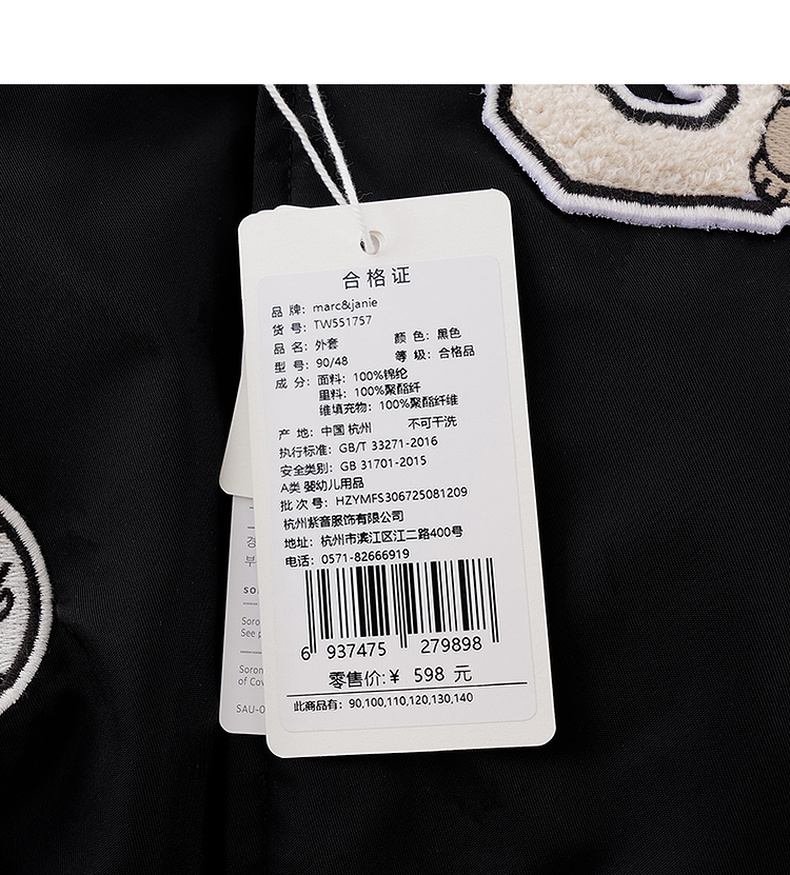 合格证
品 牌：marc&janie
货 号：TW551757
品 名：外套 颜 色：黑色
型 号：90/48 等 级：合格品
成 分：面料：100%锦纶
里料：100%聚酯纤
维填充物：100%聚酯纤维
产 地：中国 杭州 不可干洗
执行标准：GB/T 33271-2016
安全类别：GB 31701-2015
A类 婴幼儿用品
批 次 号：HZYMFS306725081209
杭州紫音服饰有限公司
地址：杭州市滨江区江二路400号
电话：0571-82666919
6 937475 279898
零售价:¥ 598 元
此商品有：90,100,110,120,130,140
部
See
of
SAU-0